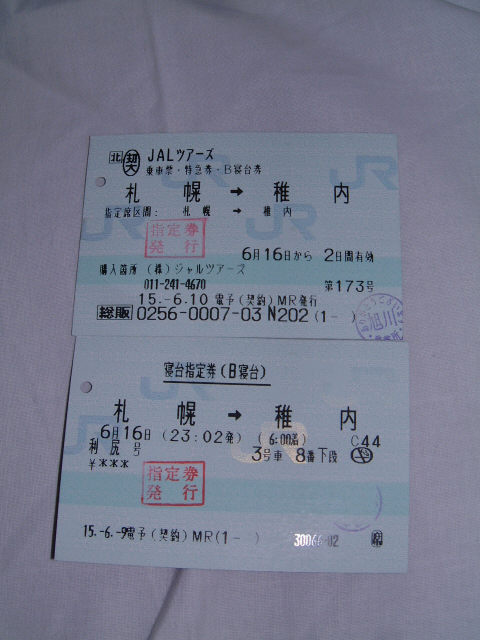 北 契 JALツアーズ
乗車券・特急券・B寝台券
札幌 → 稚内
指定席区間: 札幌 → 稚内
指定券
発行
6月16日から 2日間有効
購入箇所 (株)ジャルツアーズ
011-241-4670
第173号
15.-6.10 電予(契約)MR発行
総販 0256-0007-03 N202 (1- )
旭川
寝台指定券(B寝台)
札幌 → 稚内
6月16日 (23:02発) (6:00着) C44
利尻号 3号車 8番下段
¥***
指定券
発行
15.-6.-9電予(契約)MR(1- ) 30066-02
JR